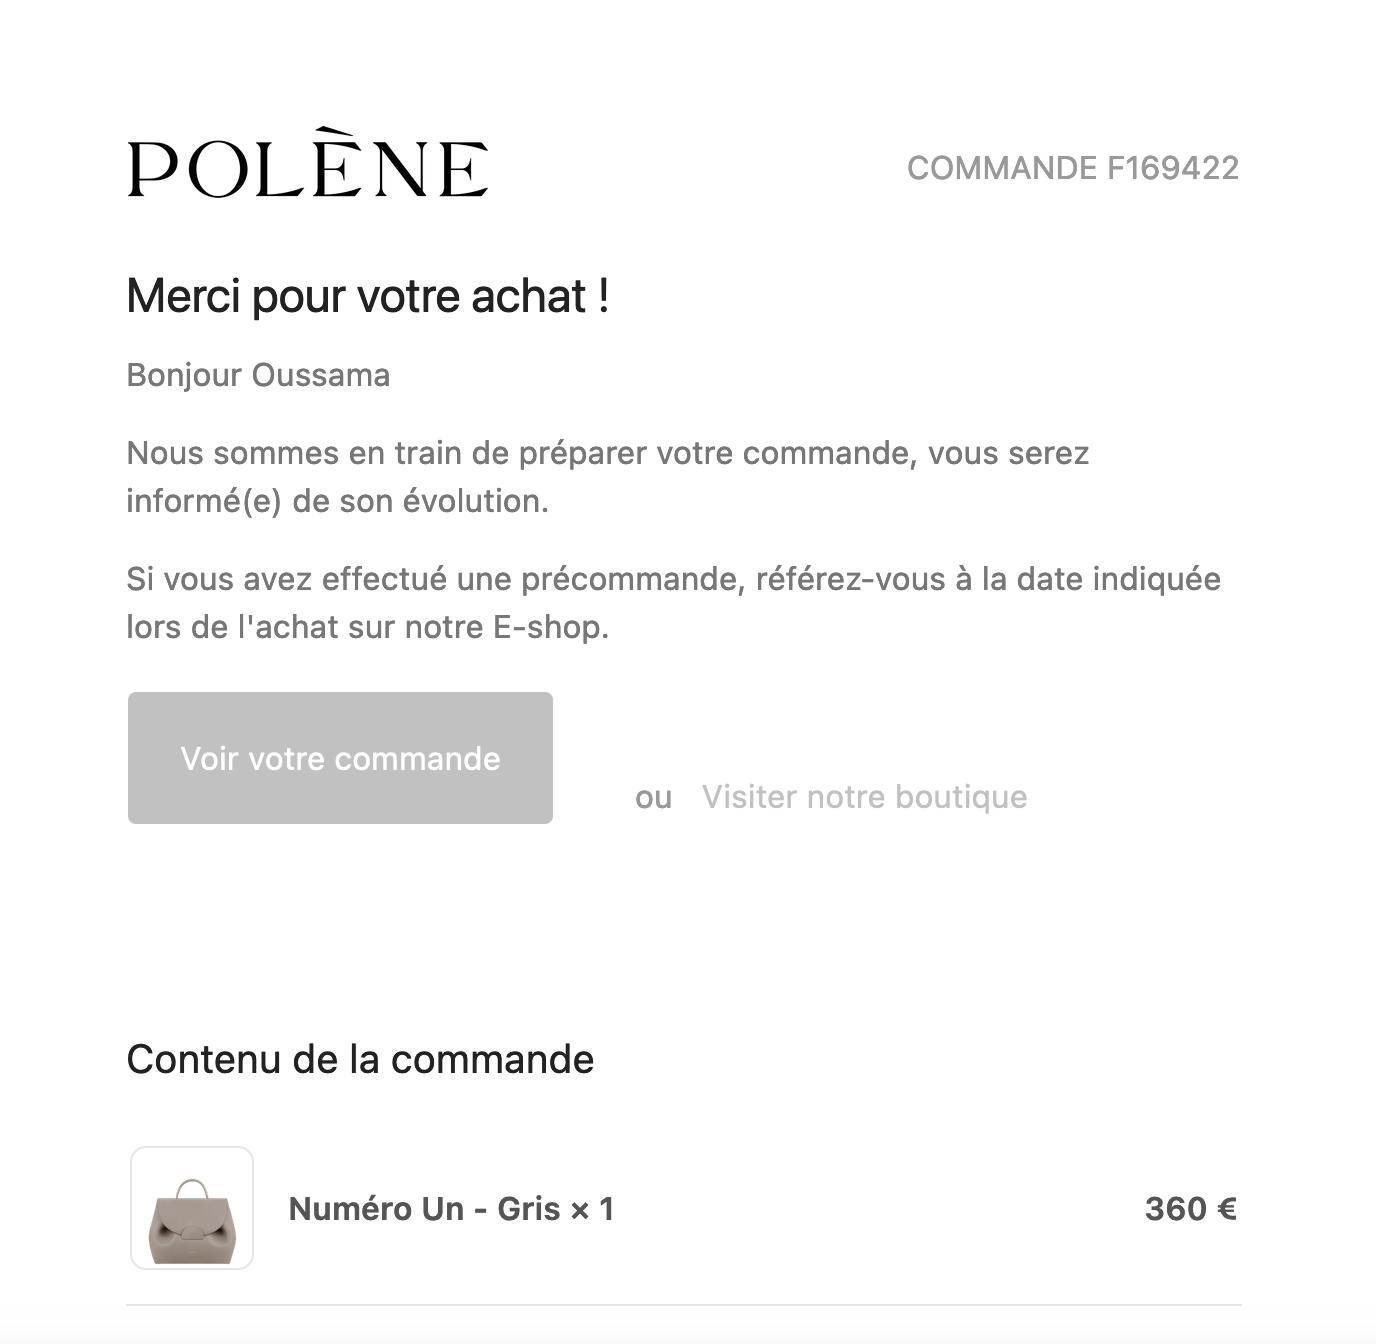 POLÈNE
COMMANDE F169422
Merci pour votre achat !
Bonjour Oussama
Nous sommes en train de préparer votre commande, vous serez
informé(e) de son évolution.
Si vous avez effectué une précommande, référez-vous à la date indiquée
lors de l'achat sur notre E-shop.
Voir votre commande
ou Visiter notre boutique
Contenu de la commande
Numéro Un - Gris × 1
360 €